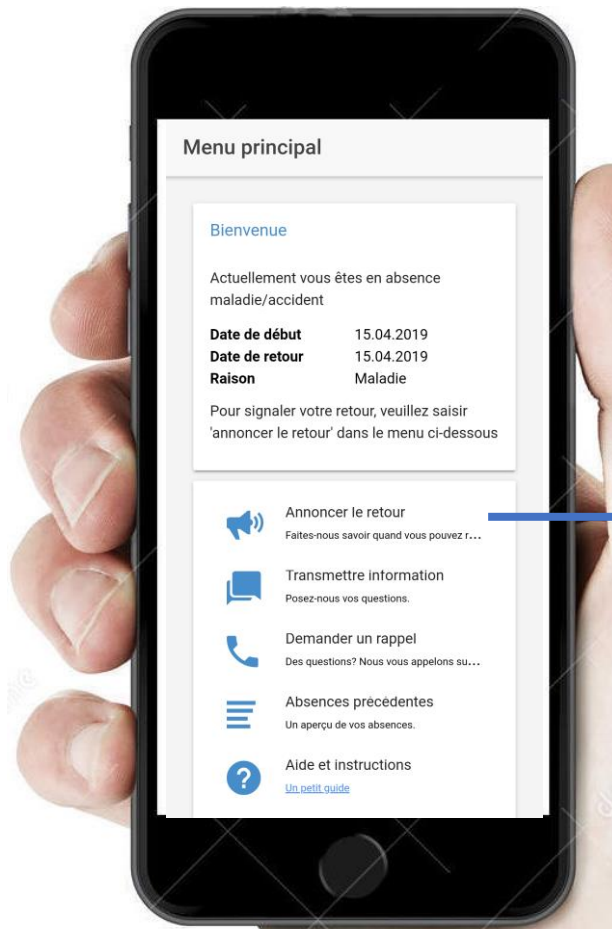 Menu principal
Bienvenue
Actuellement vous êtes en absence
maladie/accident
Date de début 15.04.2019
Date de retour 15.04.2019
Raison Maladie
Pour signaler votre retour, veuillez saisir
'annoncer le retour' dans le menu ci-dessous
Annoncer le retour
Faites-nous savoir quand vous pouvez r...
Transmettre information
Posez-nous vos questions.
Demander un rappel
Des questions? Nous vous appelons su...
Absences précédentes
Un aperçu de vos absences.
Aide et instructions
Un petit guide